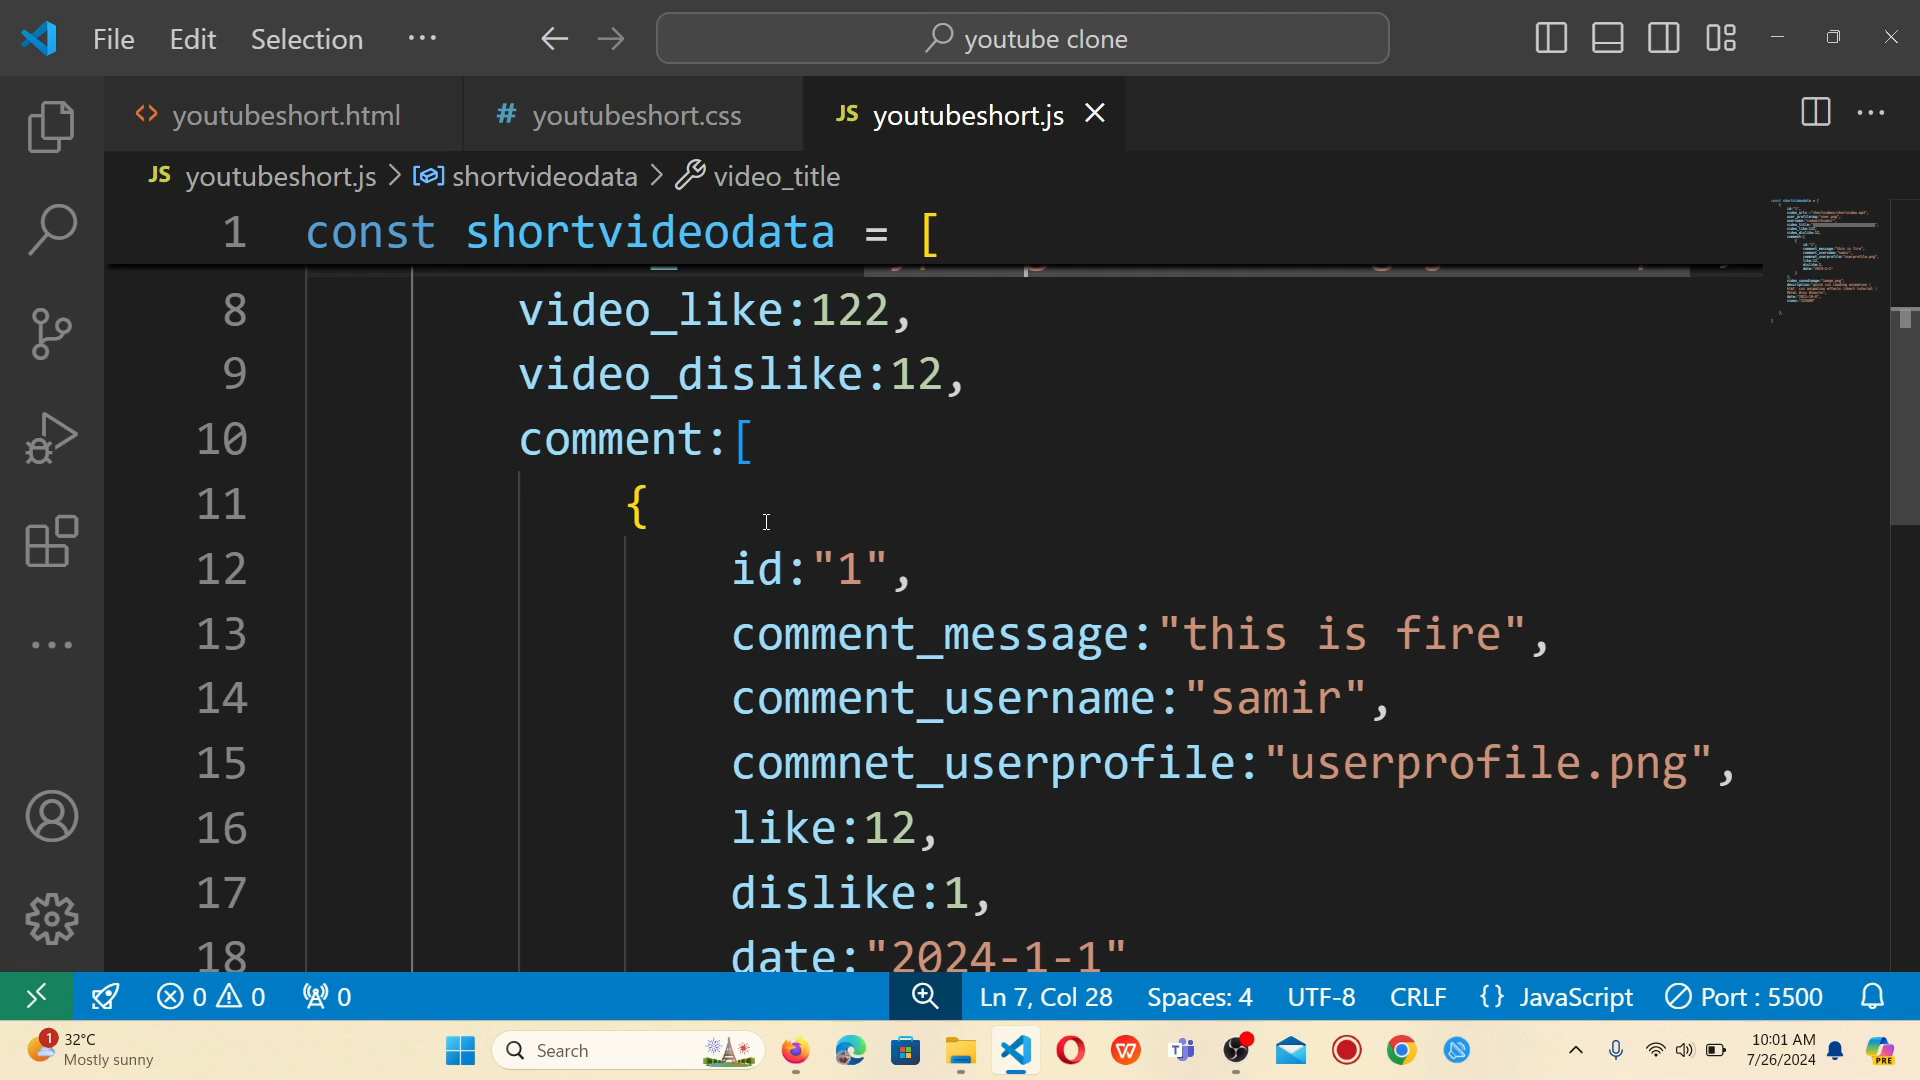 File Edit Selection ··· youtube clone
youtubeshort.html # youtubeshort.css JS youtubeshort.js
JS youtubeshort.js > shortvideodata > video_title
1 const shortvideodata = [
8 video_like:122,
9 video_dislike:12,
10 comment:[
11 {
12 id:"1",
13 comment_message:"this is fire",
14 comment_username:"samir",
15 commnet_userprofile:"userprofile.png",
16 like:12,
17 dislike:1,
18 date:"2024-1-1"
0 0 0 Ln 7, Col 28 Spaces: 4 UTF-8 CRLF {} JavaScript Port : 5500
1 32°C
Mostly sunny
Search
10:01 AM
7/26/2024
PRE